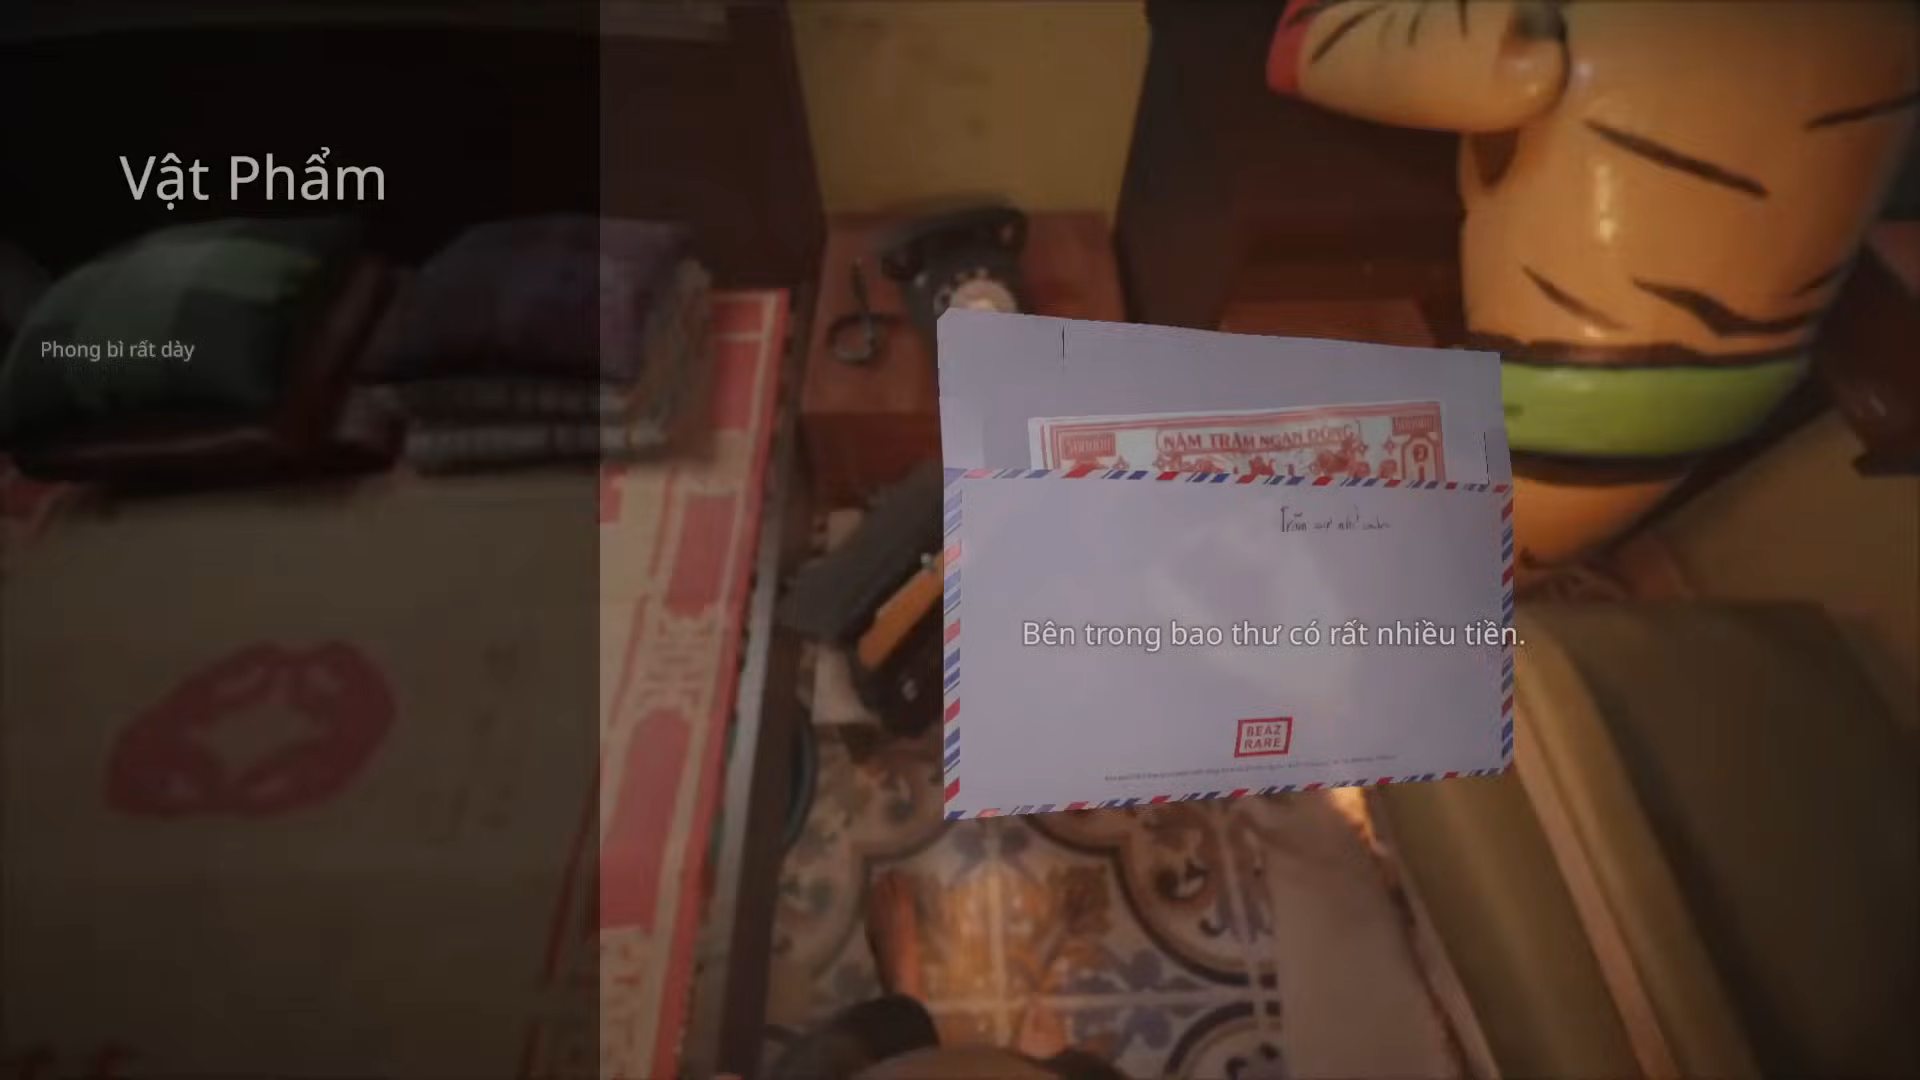 Vật Phẩm
Phong bì rất dày
500000
NĂM TRĂM NGÀN ĐỒNG
Bên trong bao thư có rất nhiều tiền.
BEAZ
RARE